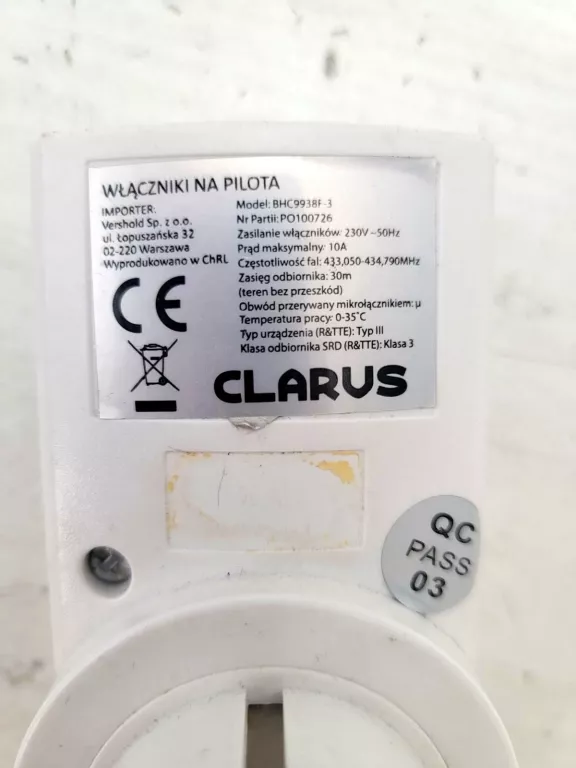 WŁĄCZNIKI NA PILOTA
IMPORTER:
Vershold Sp. z o.o.
ul. Łopuszańska 32
02-220 Warszawa
Wyprodukowano w ChRL
Model: BHC9938F-3
Nr Partii: PO100726
Zasilanie włączników: 230V ~50Hz
Prąd maksymalny: 10A
Częstotliwość fal: 433,050-434,790MHz
Zasięg odbiornika: 30m
(teren bez przeszkód)
Obwód przerywany mikrołącznikiem: µ
Temperatura pracy: 0-35°C
Typ urządzenia (R&TTE): Typ III
Klasa odbiornika SRD (R&TTE): Klasa 3
CE
CLARUS
QC
PASS
03